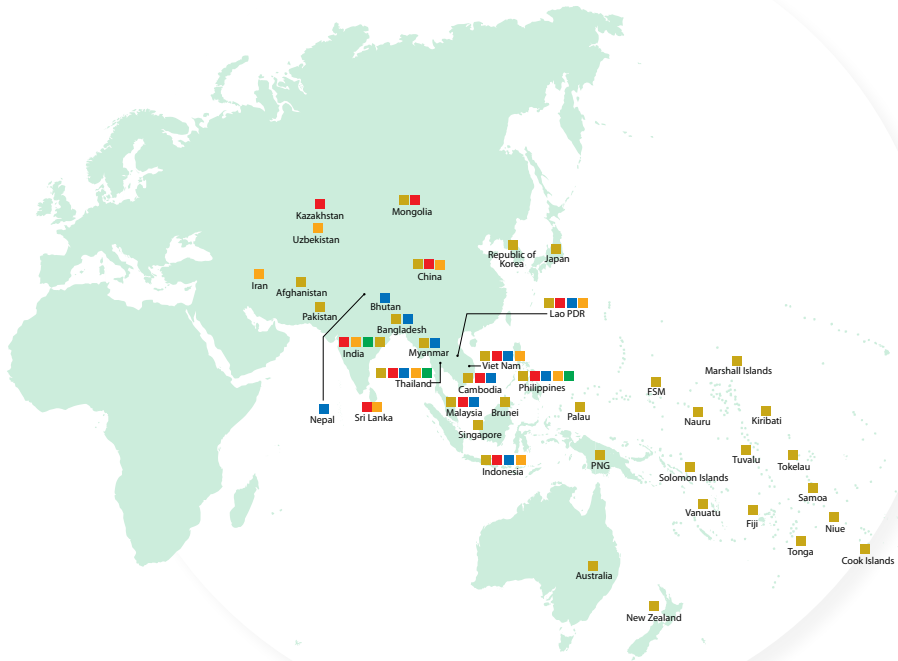 Kazakhstan
Mongolia
Uzbekistan
Republic of
Korea
Japan
China
Iran
Afghanistan
Bhutan
Pakistan
Lao PDR
Bangladesh
India
Myanmar
Viet Nam
Marshall Islands
Thailand
Cambodia
Philippines
FSM
Nepal
Sri Lanka
Malaysia
Brunei
Palau
Nauru
Kiribati
Singapore
Indonesia
PNG
Solomon Islands
Tuvalu
Tokelau
Samoa
Vanuatu
Fiji
Niue
Tonga
Cook Islands
Australia
New Zealand